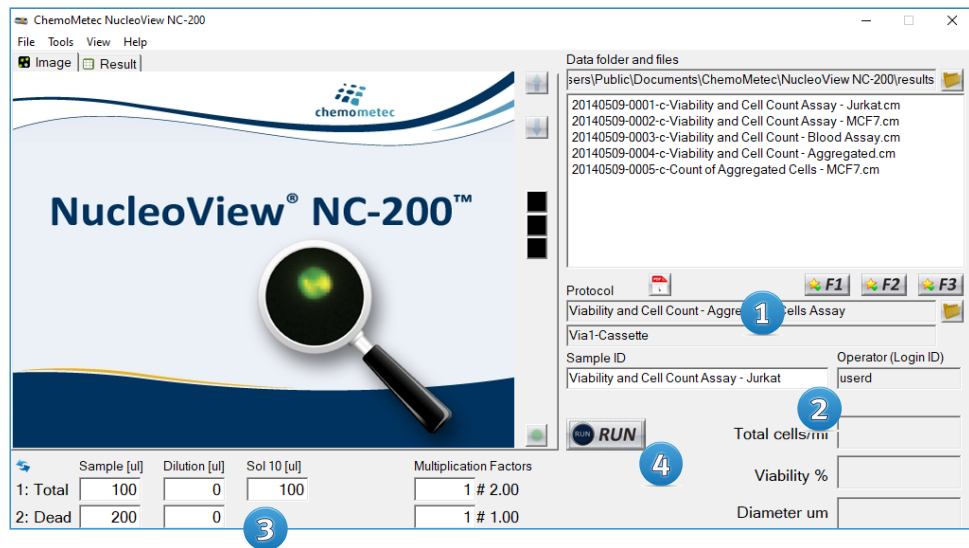 ChemoMetec NucleoView NC-200
File Tools View Help
Image Result
chemometec
NucleoView® NC-200™
Data folder and files
sers\Public\Documents\ChemoMetec\NucleoView NC-200\results
20140509-0001-c-Viability and Cell Count Assay - Jurkat.cm
20140509-0002-c-Viability and Cell Count Assay - MCF7.cm
20140509-0003-c-Viability and Cell Count - Blood Assay.cm
20140509-0004-c-Viability and Cell Count - Aggregated.cm
20140509-0005-c-Count of Aggregated Cells - MCF7.cm
Protocol PDF F1 F2 F3
Viability and Cell Count - Aggre 1 Cells Assay
Via1-Cassette
Sample ID Operator (Login ID)
Viability and Cell Count Assay - Jurkat userd
2
RUN RUN Total cells/ml
4
Viability %
Diameter um
Sample [ul] Dilution [ul] Sol 10 [ul] Multiplication Factors
1: Total 100 0 100 1 # 2.00
2: Dead 200 0 1 # 1.00
3